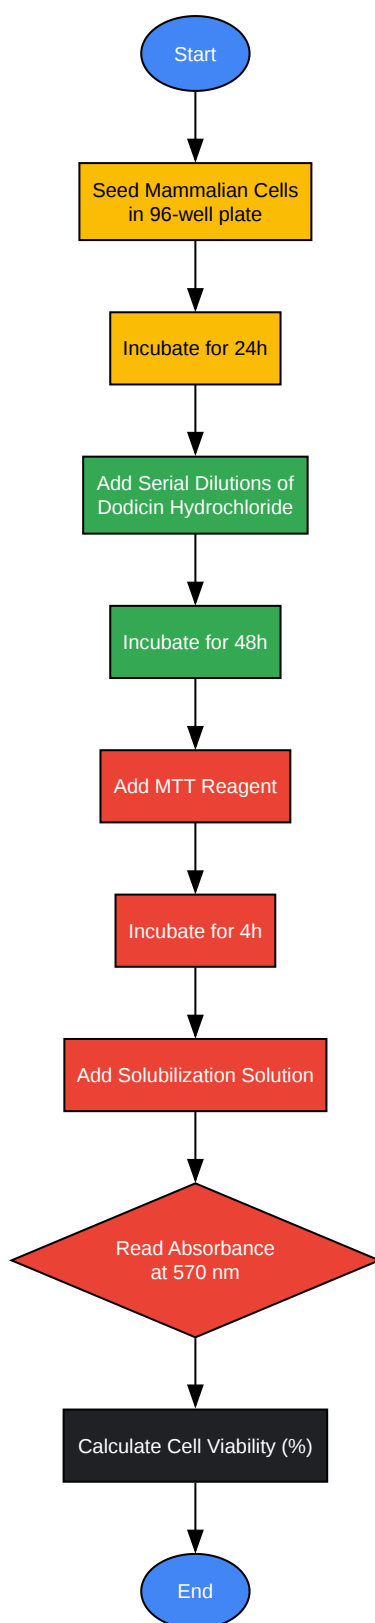 Start
Seed Mammalian Cells
in 96-well plate
Incubate for 24h
Add Serial Dilutions of
Dodicin Hydrochloride
Incubate for 48h
Add MTT Reagent
Incubate for 4h
Add Solubilization Solution
Read Absorbance
at 570 nm
Calculate Cell Viability (%)
End